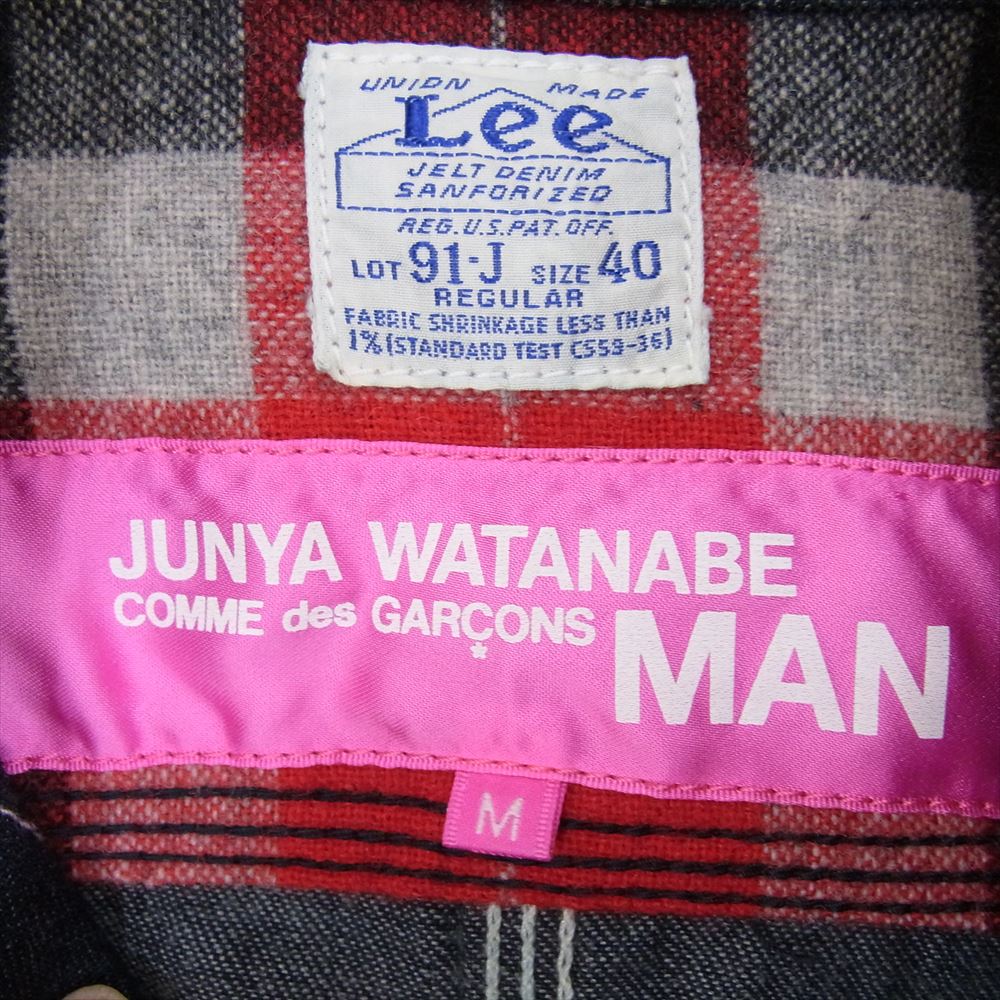 UNION MADE
Lee
JELT DENIM
SANFORIZED
REG.U.S.PAT.OFF.
LOT 91-J SIZE 40
REGULAR
FABRIC SHRINKAGE LESS THAN
1% (STANDARD TEST CS59-36)
JUNYA WATANABE
COMME des GARÇONS
MAN
M